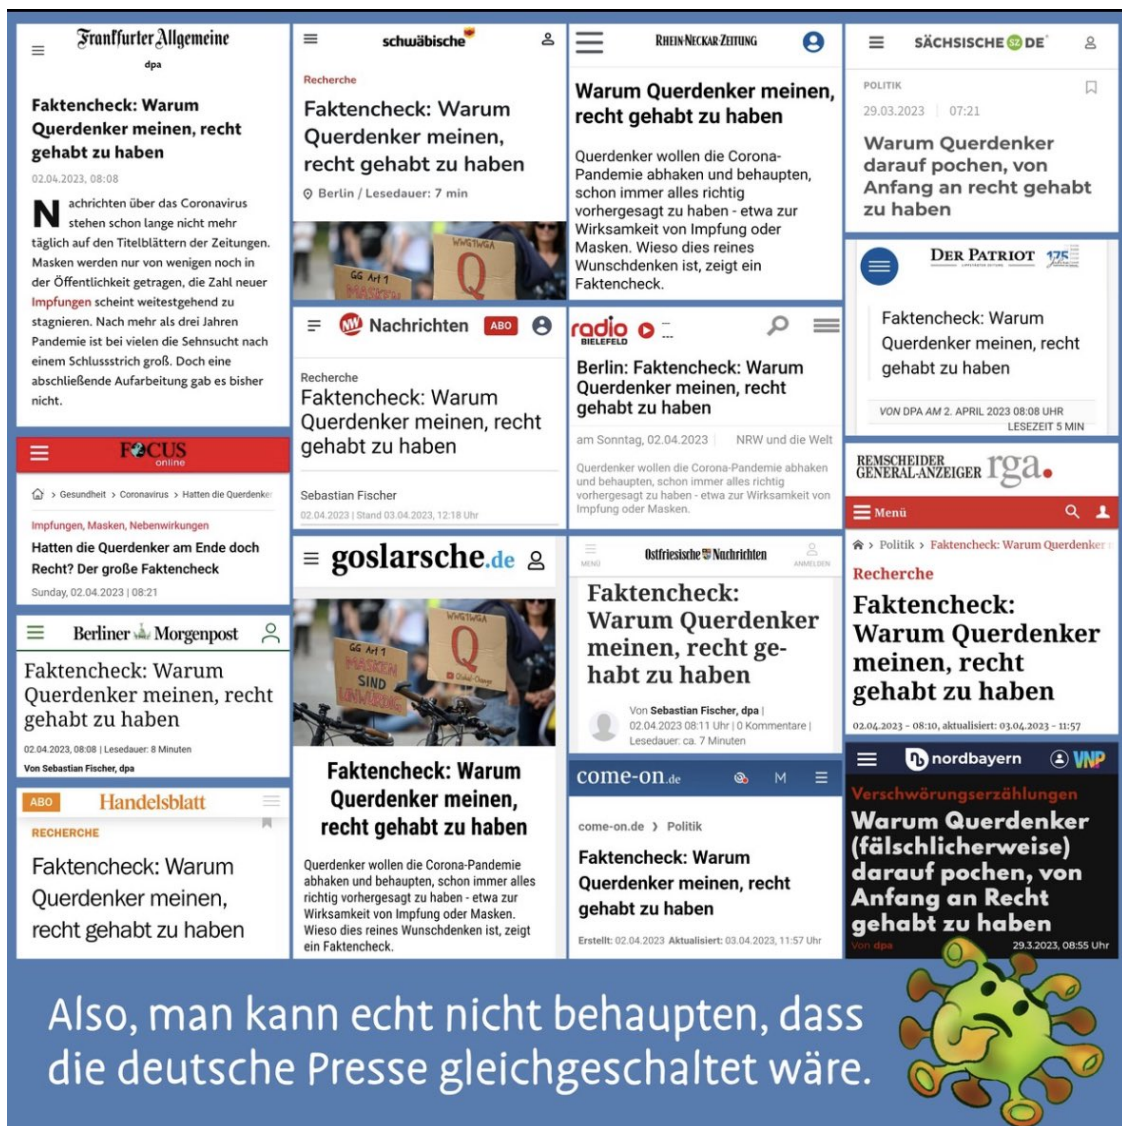 Frankfurter Allgemeine
dpa
Faktencheck: Warum
Querdenker meinen, recht
gehabt zu haben
02.04.2023, 08:08
Nachrichten über das Coronavirus
stehen schon lange nicht mehr
täglich auf den Titelblättern der Zeitungen.
Masken werden nur von wenigen noch in
der Öffentlichkeit getragen, die Zahl neuer
Impfungen scheint weitestgehend zu
stagnieren. Nach mehr als drei Jahren
Pandemie ist bei vielen die Sehnsucht nach
einem Schlussstrich groß. Doch eine
abschließende Aufarbeitung gab es bisher
nicht.
FOCUS
online
> Gesundheit > Coronavirus > Hatten die Querdenker
Impfungen, Masken, Nebenwirkungen
Hatten die Querdenker am Ende doch
Recht? Der große Faktencheck
Sunday, 02.04.2023 | 08:21
Berliner Morgenpost
Faktencheck: Warum
Querdenker meinen, recht
gehabt zu haben
02.04.2023, 08:08 | Lesedauer: 8 Minuten
Von Sebastian Fischer, dpa
ABO Handelsblatt
RECHERCHE
Faktencheck: Warum
Querdenker meinen,
recht gehabt zu haben
schwäbische
Recherche
Faktencheck: Warum
Querdenker meinen,
recht gehabt zu haben
Berlin / Lesedauer: 7 min
WWG1WGA
Q
GG Art 1
MASKEN
NW Nachrichten ABO
Recherche
Faktencheck: Warum
Querdenker meinen, recht
gehabt zu haben
Sebastian Fischer
02.04.2023 | Stand 03.04.2023, 12:18 Uhr
goslarsche.de
WWG1WGA
Q
Global-Change
GG Art 1
MASKEN
SIND
UNWÜRDIG
Faktencheck: Warum
Querdenker meinen,
recht gehabt zu haben
Querdenker wollen die Corona-Pandemie
abhaken und behaupten, schon immer alles
richtig vorhergesagt zu haben - etwa zur
Wirksamkeit von Impfung oder Masken.
Wieso dies reines Wunschdenken ist, zeigt
ein Faktencheck.
RHEIN-NECKAR-ZEITUNG
Warum Querdenker meinen,
recht gehabt zu haben
Querdenker wollen die Corona-
Pandemie abhaken und behaupten,
schon immer alles richtig
vorhergesagt zu haben - etwa zur
Wirksamkeit von Impfung oder
Masken. Wieso dies reines
Wunschdenken ist, zeigt ein
Faktencheck.
radio
BIELEFELD
Berlin: Faktencheck: Warum
Querdenker meinen, recht
gehabt zu haben
am Sonntag, 02.04.2023 | NRW und die Welt
Querdenker wollen die Corona-Pandemie abhaken
und behaupten, schon immer alles richtig
vorhergesagt zu haben - etwa zur Wirksamkeit von
Impfung oder Masken.
MENÜ Ostfriesische Nachrichten ANMELDEN
Faktencheck:
Warum Querdenker
meinen, recht ge-
habt zu haben
Von Sebastian Fischer, dpa |
02.04.2023 08:11 Uhr | 0 Kommentare |
Lesedauer: ca. 7 Minuten
come-on.de M
come-on.de > Politik
Faktencheck: Warum
Querdenker meinen, recht
gehabt zu haben
Erstellt: 02.04.2023 Aktualisiert: 03.04.2023, 11:57 Uhr
SÄCHSISCHE SZ DE
POLITIK
29.03.2023 | 07:21
Warum Querdenker
darauf pochen, von
Anfang an recht gehabt
zu haben
DER PATRIOT 175
Faktencheck: Warum
Querdenker meinen, recht
gehabt zu haben
VON DPA AM 2. APRIL 2023 08:08 UHR
LESEZEIT 5 MIN
REMSCHEIDER
GENERAL-ANZEIGER rga.
Menü
> Politik > Faktencheck: Warum Querdenker
Recherche
Faktencheck:
Warum Querdenker
meinen, recht
gehabt zu haben
02.04.2023 - 08:10, aktualisiert: 03.04.2023 - 11:57
nordbayern VNP
Verschwörungserzählungen
Warum Querdenker
(fälschlicherweise)
darauf pochen, von
Anfang an Recht
gehabt zu haben
Von dpa 29.3.2023, 08:55 Uhr
Also, man kann echt nicht behaupten, dass
die deutsche Presse gleichgeschaltet wäre.